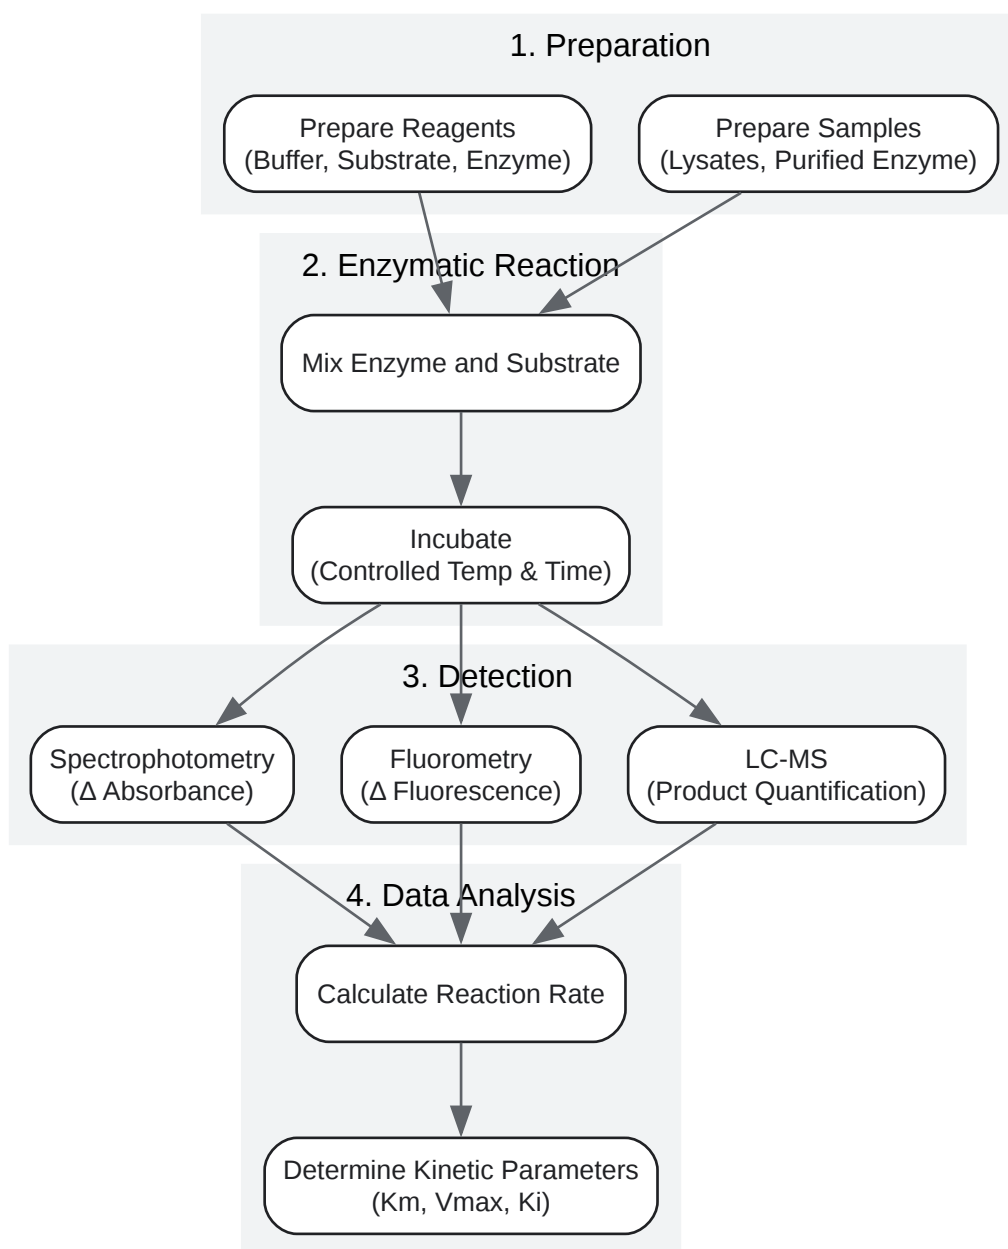 1. Preparation
Prepare Reagents
(Buffer, Substrate, Enzyme)
Prepare Samples
(Lysates, Purified Enzyme)
2. Enzymatic Reaction
Mix Enzyme and Substrate
Incubate
(Controlled Temp & Time)
3. Detection
Spectrophotometry
(Δ Absorbance)
Fluorometry
(Δ Fluorescence)
LC-MS
(Product Quantification)
4. Data Analysis
Calculate Reaction Rate
Determine Kinetic Parameters
(Km, Vmax, Ki)